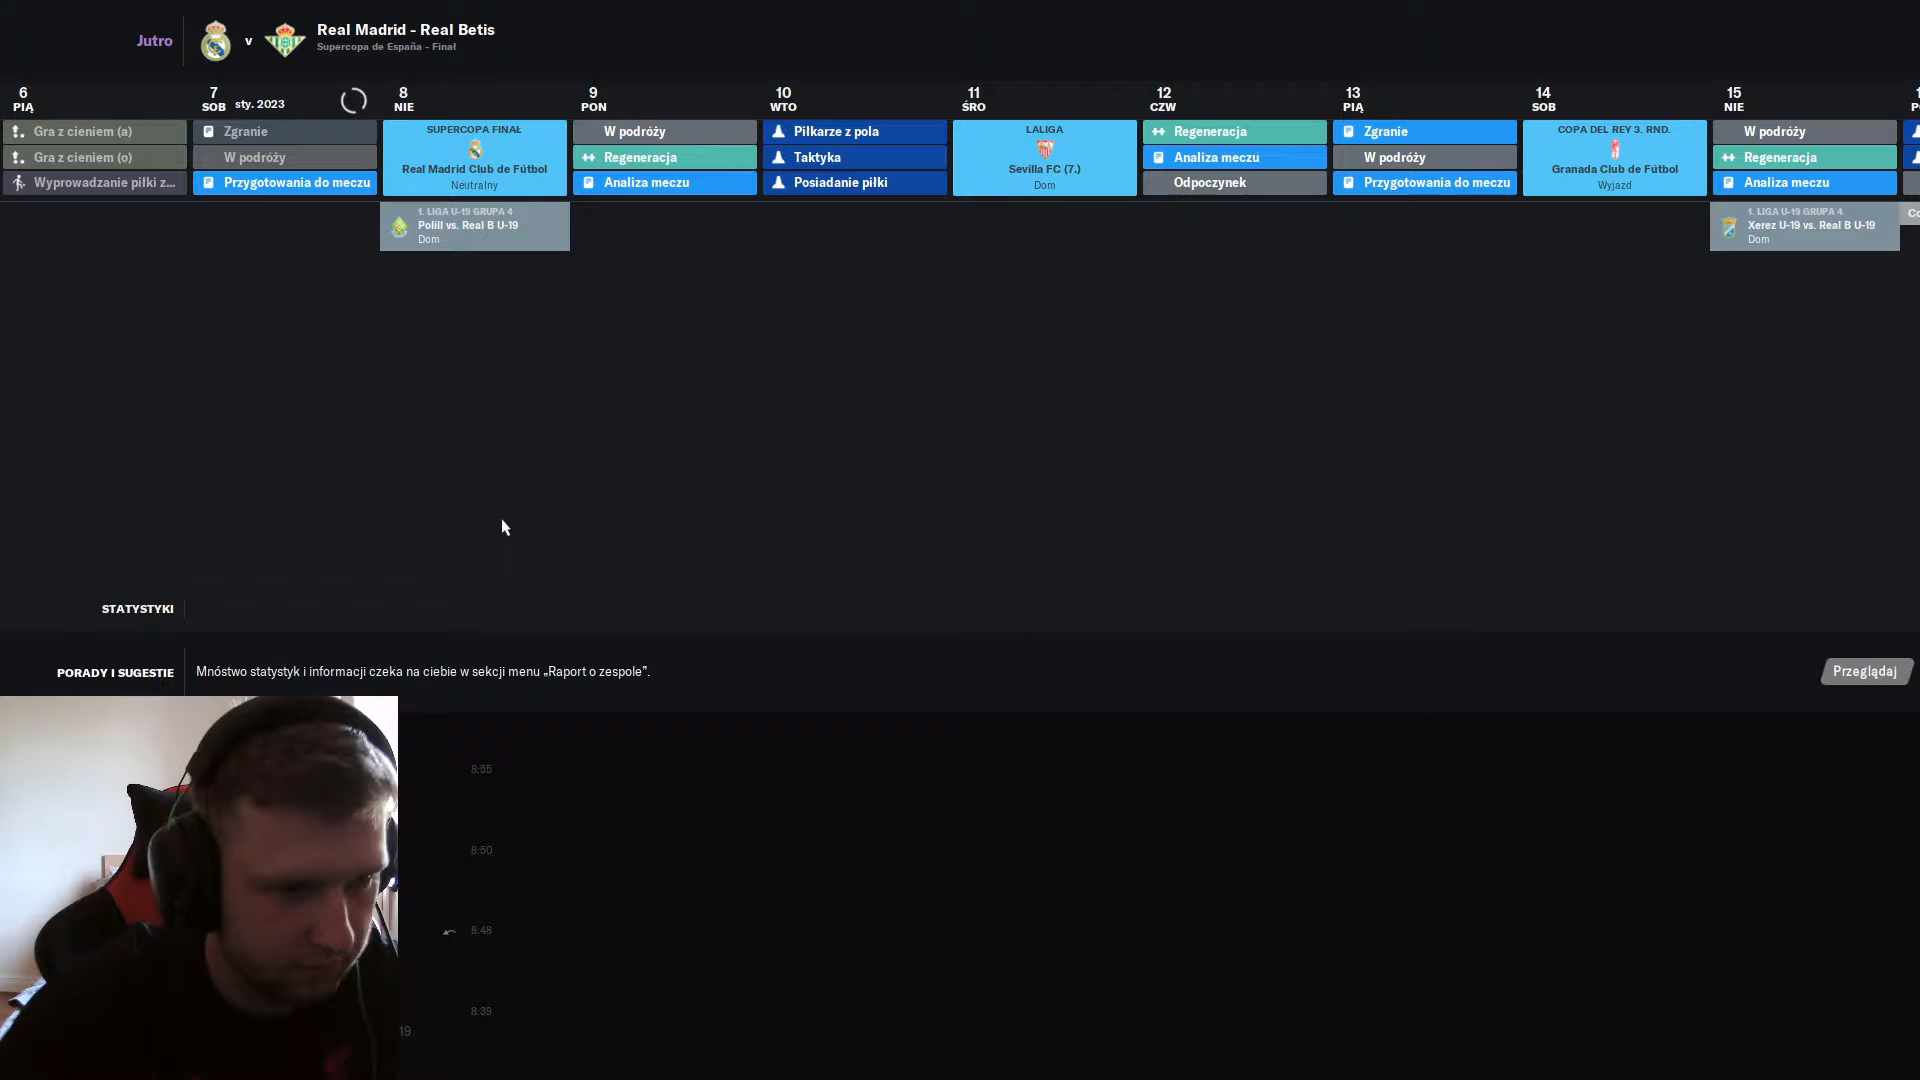 Jutro
v
Real Madrid - Real Betis
Supercopa de España - Finał
6
PIĄ
7
SOB sty. 2023
8
NIE
9
PON
10
WTO
11
ŚRO
12
CZW
13
PIĄ
14
SOB
15
NIE
Gra z cieniem (a)
Gra z cieniem (o)
Wyprowadzanie piłki z...
Zgranie
W podróży
Przygotowania do meczu
SUPERCOPA FINAŁ
Real Madrid Club de Fútbol
Neutralny
W podróży
Regeneracja
Analiza meczu
Piłkarze z pola
Taktyka
Posiadanie piłki
LALIGA
Sevilla FC (7.)
Dom
Regeneracja
Analiza meczu
Odpoczynek
Zgranie
W podróży
Przygotowania do meczu
COPA DEL REY 3. RND.
Granada Club de Fútbol
Wyjazd
W podróży
Regeneracja
Analiza meczu
1. LIGA U-19 GRUPA 4
Polill vs. Real B U-19
Dom
1. LIGA U-19 GRUPA 4
Xerez U-19 vs. Real B U-19
Dom
STATYSTYKI
PORADY I SUGESTIE
Mnóstwo statystyk i informacji czeka na ciebie w sekcji menu „Raport o zespole”.
Przeglądaj
8:55
8:50
8:48
8:39
19